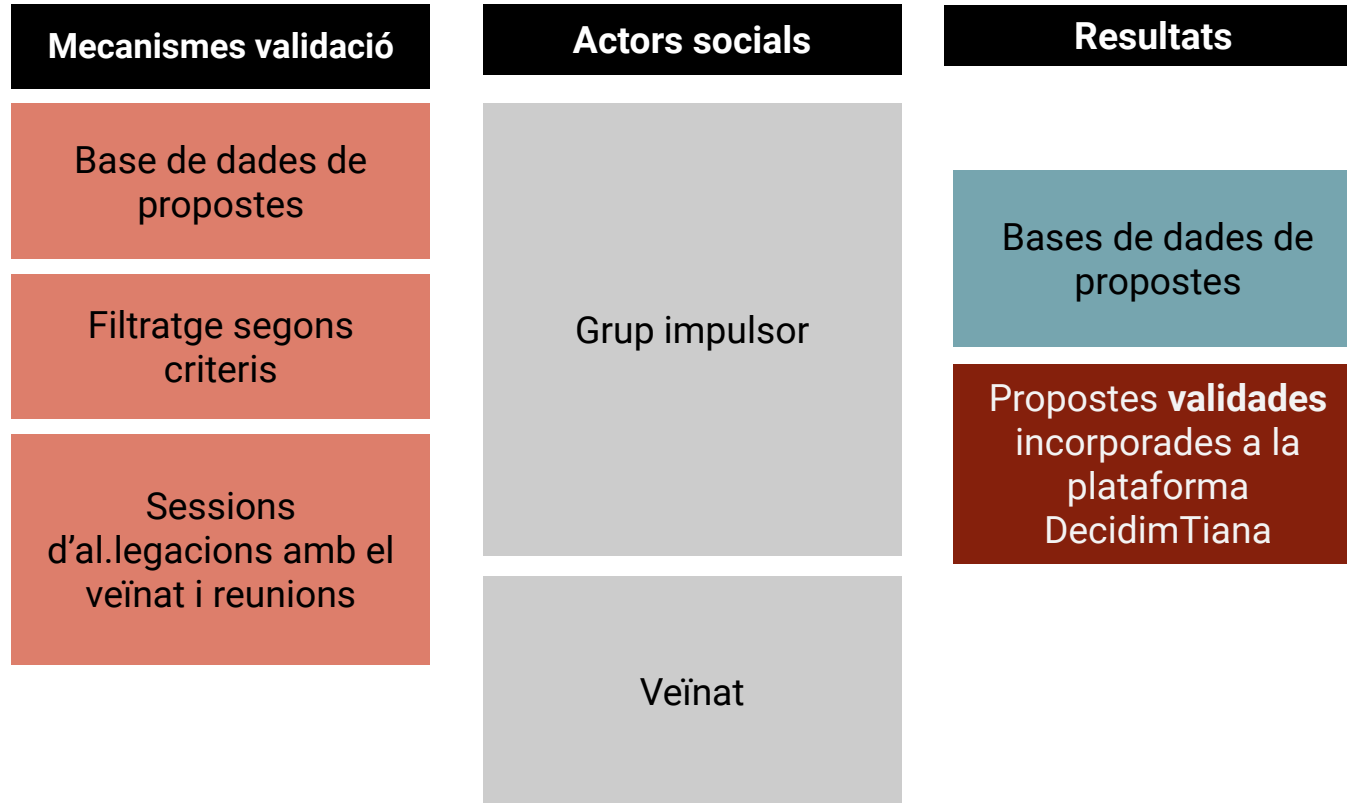 Mecanismes validació
Base de dades de
propostes
Filtratge segons
criteris
Sessions
d’al.legacions amb el
veïnat i reunions
Actors socials
Grup impulsor
Veïnat
Resultats
Bases de dades de
propostes
Propostes validades
incorporades a la
plataforma
DecidimTiana